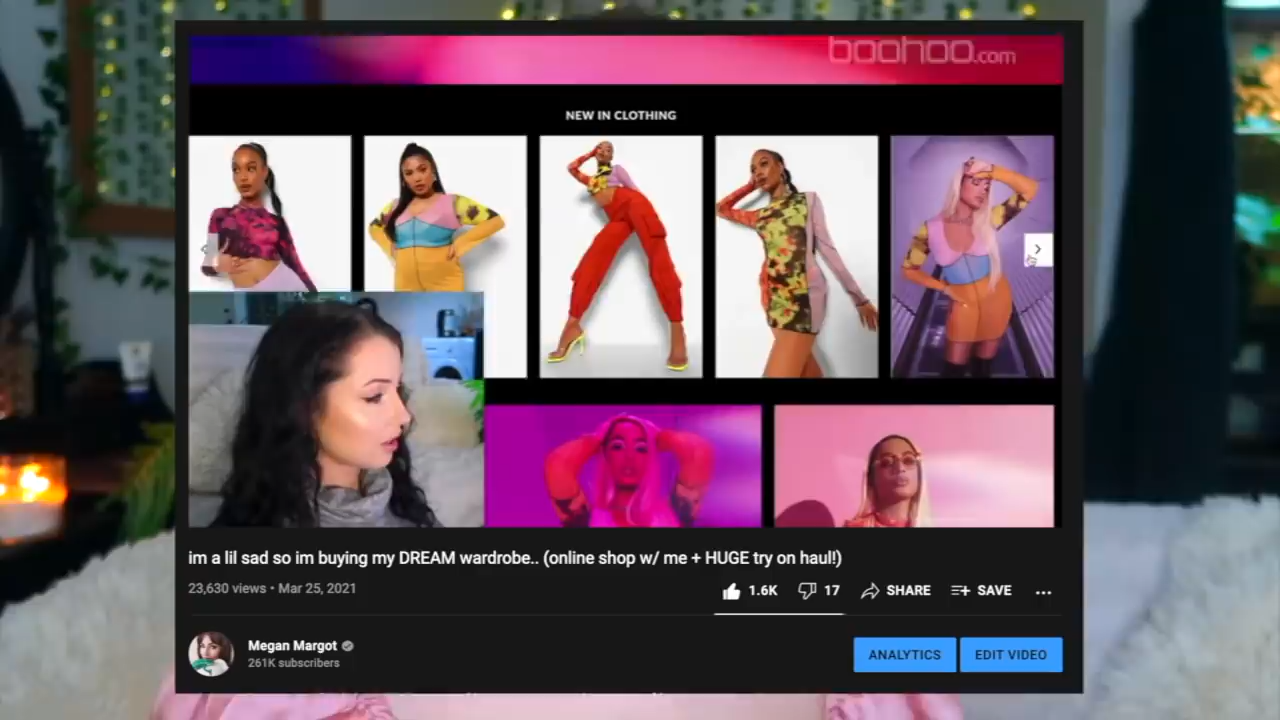 boohoo.com
NEW IN CLOTHING
im a lil sad so im buying my DREAM wardrobe.. (online shop w/ me + HUGE try on haul!)
23,630 views • Mar 25, 2021
1.6K
17
SHARE
SAVE
Megan Margot
261K subscribers
ANALYTICS
EDIT VIDEO